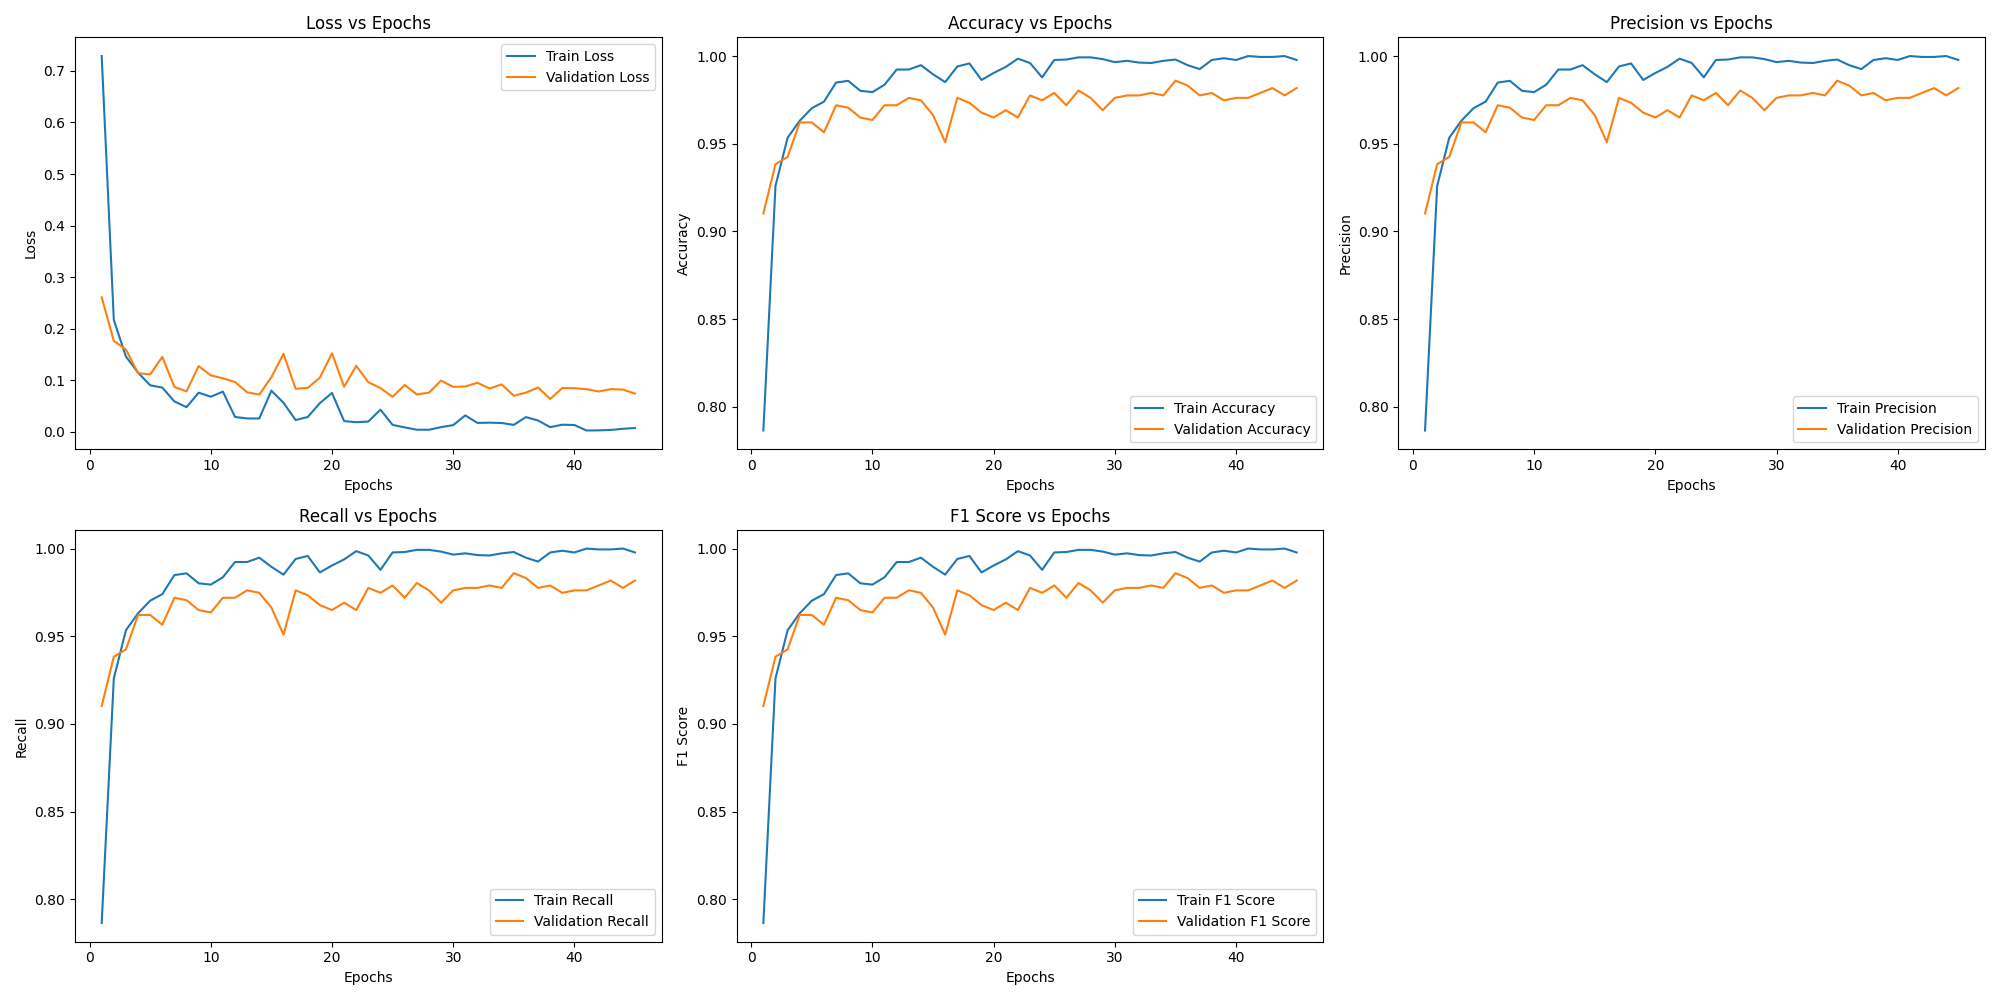 Loss vs Epochs
0.7
0.6
0.5
0.4
0.3
0.2
0.1
0.0
Loss
Train Loss
Validation Loss
0 10 20 30 40
Epochs
Accuracy vs Epochs
1.00
0.95
0.90
0.85
0.80
Accuracy
Train Accuracy
Validation Accuracy
0 10 20 30 40
Epochs
Precision vs Epochs
1.00
0.95
0.90
0.85
0.80
Precision
Train Precision
Validation Precision
0 10 20 30 40
Epochs
Recall vs Epochs
1.00
0.95
0.90
0.85
0.80
Recall
Train Recall
Validation Recall
0 10 20 30 40
Epochs
F1 Score vs Epochs
1.00
0.95
0.90
0.85
0.80
F1 Score
Train F1 Score
Validation F1 Score
0 10 20 30 40
Epochs